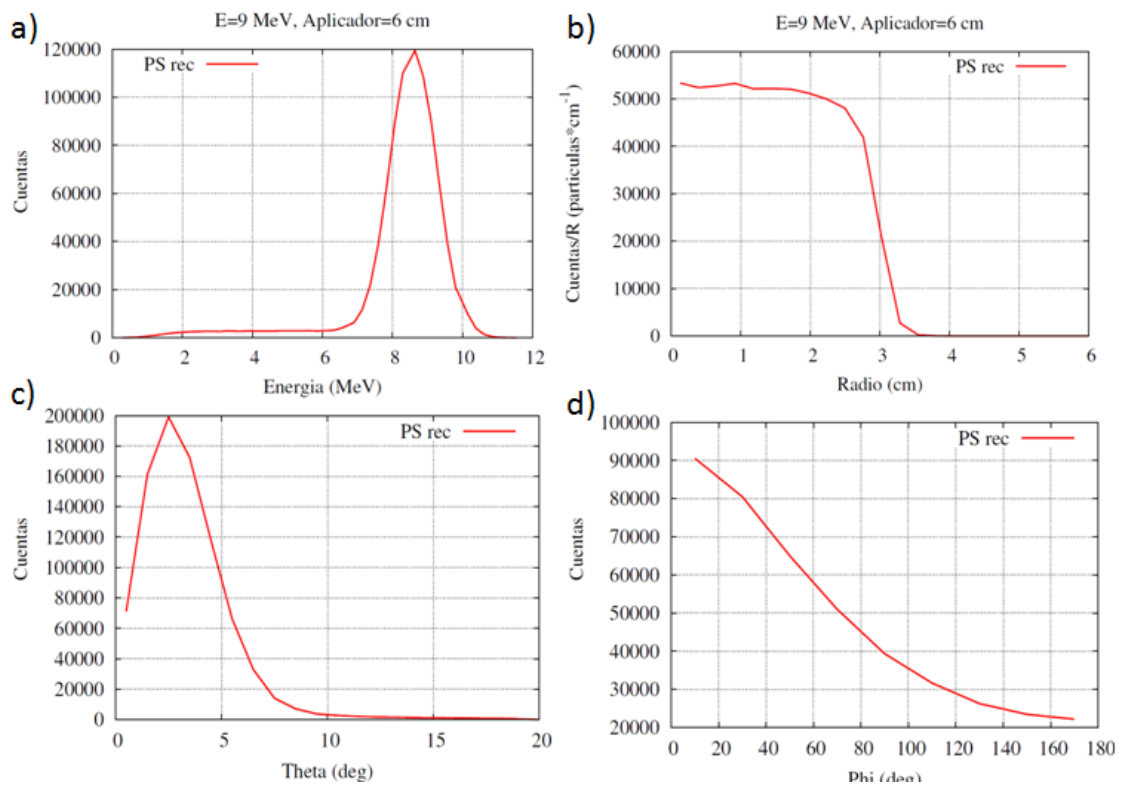 a)
E=9 MeV, Aplicador=6 cm
PS rec
120000
100000
80000
60000
40000
20000
0
Cuentas
0 2 4 6 8 10 12
Energia (MeV)
b)
E=9 MeV, Aplicador=6 cm
PS rec
60000
50000
40000
30000
20000
10000
0
Cuentas/R (particulas*cm⁻¹)
0 1 2 3 4 5 6
Radio (cm)
c)
PS rec
200000
180000
160000
140000
120000
100000
80000
60000
40000
20000
0
Cuentas
0 5 10 15 20
Theta (deg)
d)
PS rec
100000
90000
80000
70000
60000
50000
40000
30000
20000
Cuentas
0 20 40 60 80 100 120 140 160 180
Phi (deg)